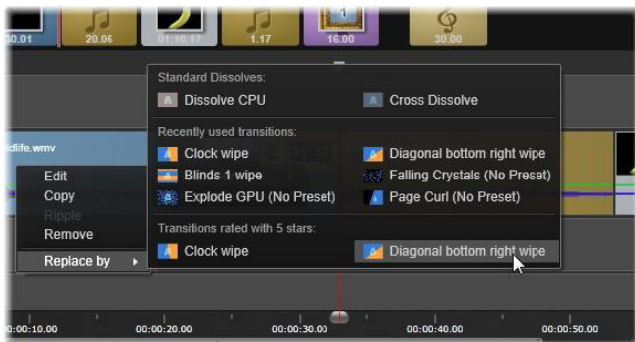 30.01 20.06 01:10.17 1.17 16.00 30.00
Standard Dissolves:
Dissolve CPU Cross Dissolve
Recently used transitions:
Clock wipe Diagonal bottom right wipe
Blinds 1 wipe Falling Crystals (No Preset)
Explode GPU (No Preset) Page Curl (No Preset)
Transitions rated with 5 stars:
Clock wipe Diagonal bottom right wipe
ldlife.wmv
Edit
Copy
Ripple
Remove
Replace by
0:00:10.00 00:00:20.00 00:00:30.00 00:00:40.00 00:00:50.00